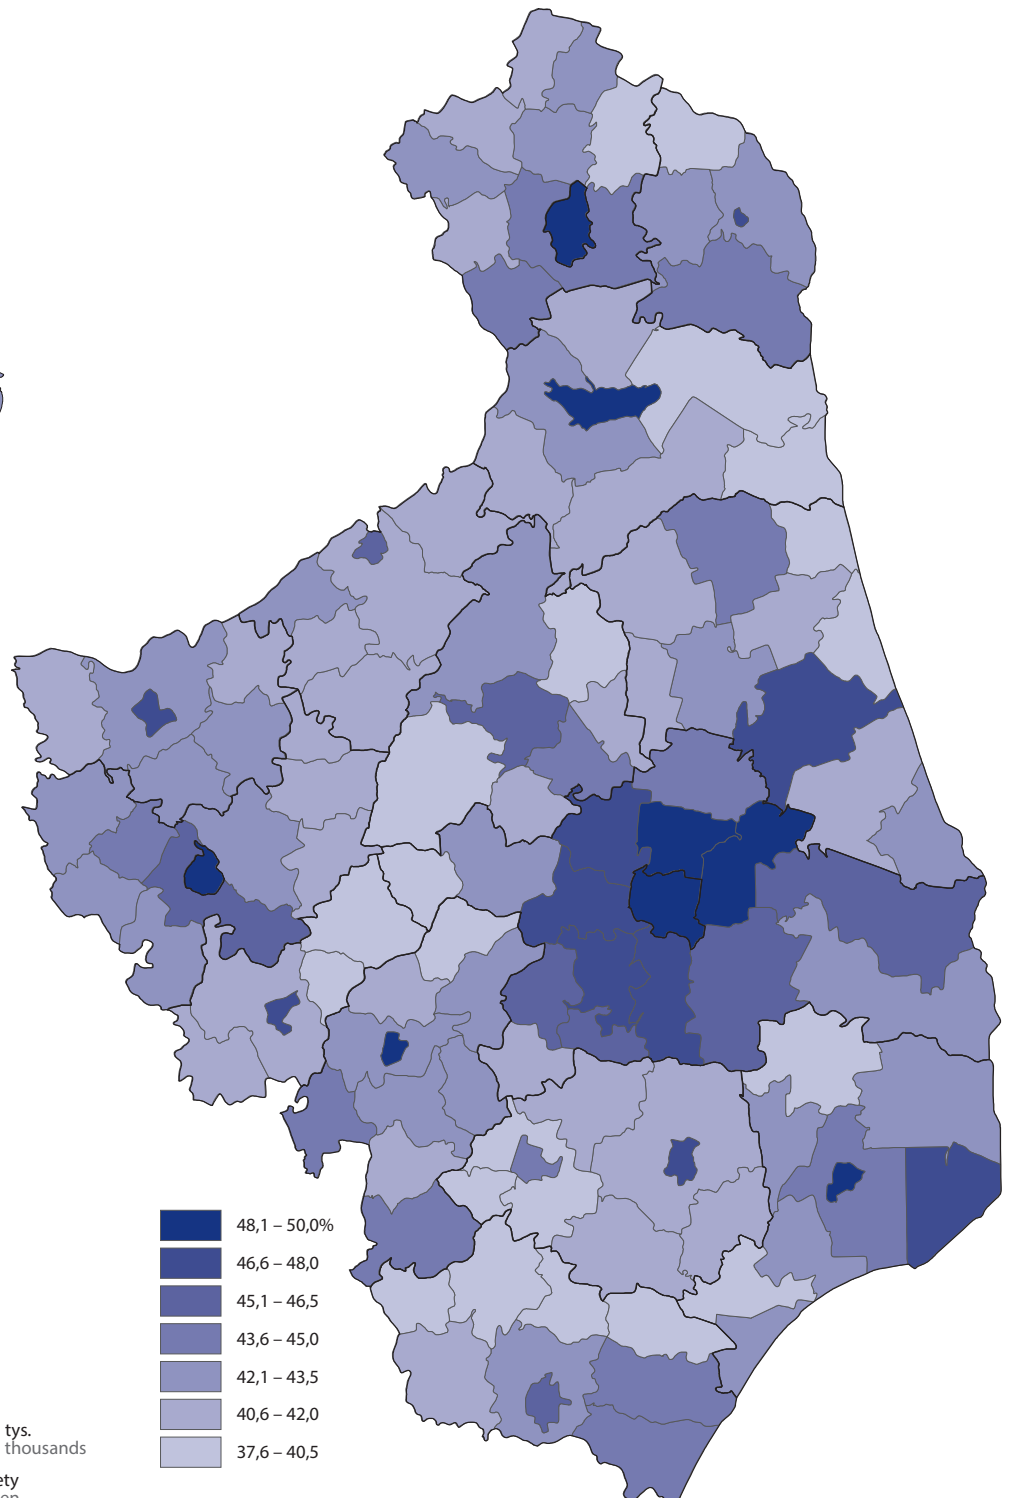 48,1 – 50,0%
46,6 – 48,0
45,1 – 46,5
43,6 – 45,0
42,1 – 43,5
40,6 – 42,0
37,6 – 40,5
tys.
thousands
ety
en